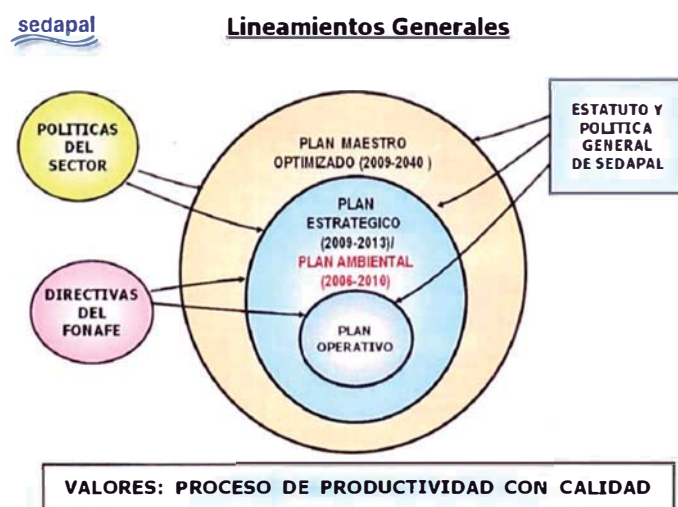 sedapal
Lineamientos Generales
POLITICAS
DEL
SECTOR
PLAN MAESTRO
OPTIMIZADO (2009-2040 )
ESTATUTO Y
POLITICA
GENERAL
DE SEDAPAL
PLAN
ESTRATEGICO
(2009-2013)/
PLAN AMBIENTAL
(2006-2010)
DIRECTIVAS
DEL
FONAFE
PLAN
OPERATIVO
VALORES: PROCESO DE PRODUCTIVIDAD CON CALIDAD